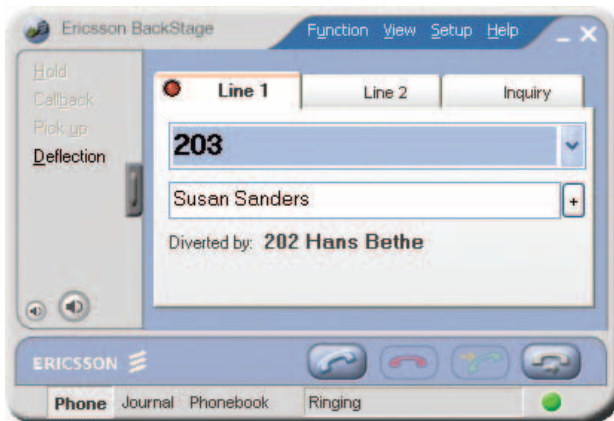 Ericsson BackStage
Function View Setup Help
Hold
Callback
Pick up
Deflection
Line 1
Line 2
Inquiry
203
Susan Sanders
+
Diverted by: 202 Hans Bethe
ERICSSON
Phone Journal Phonebook
Ringing